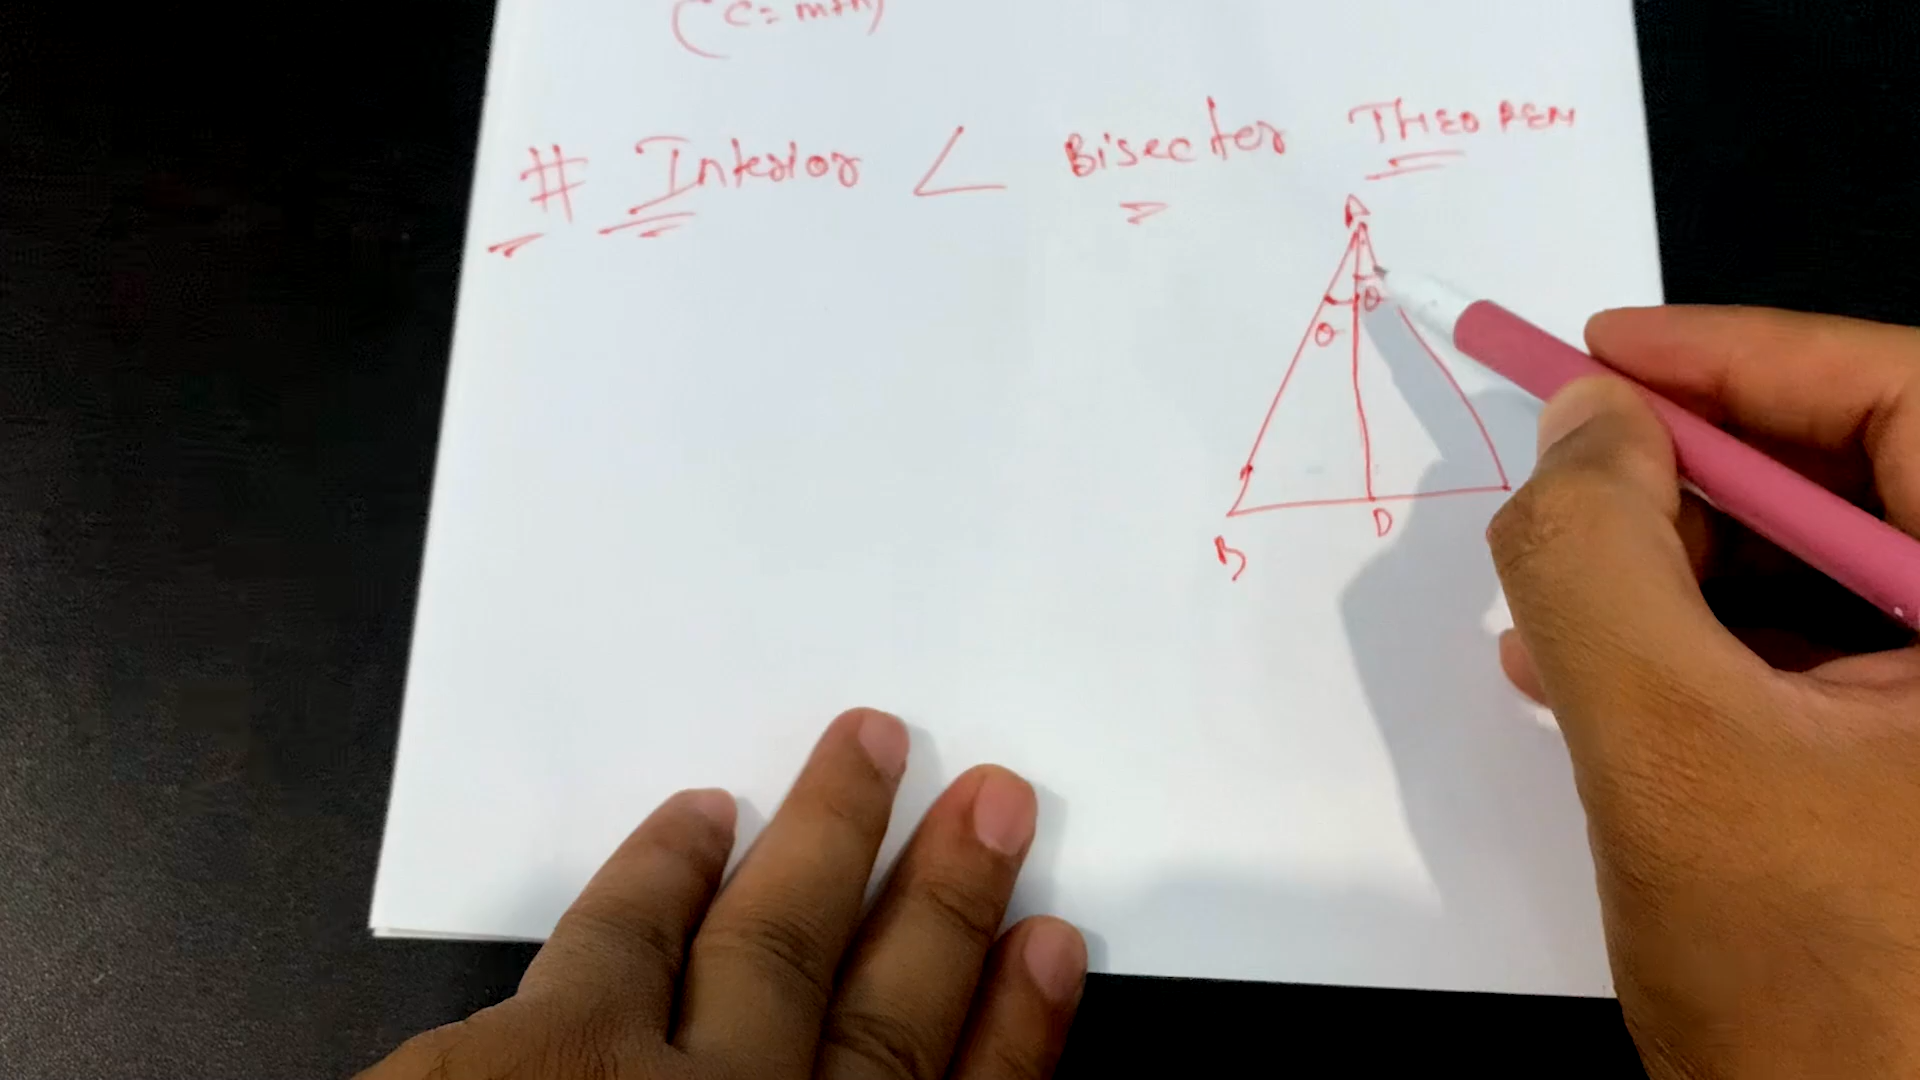 (c = m+n)
# Interior ∠ Bisector THEOREM
A
θ
θ
D
B